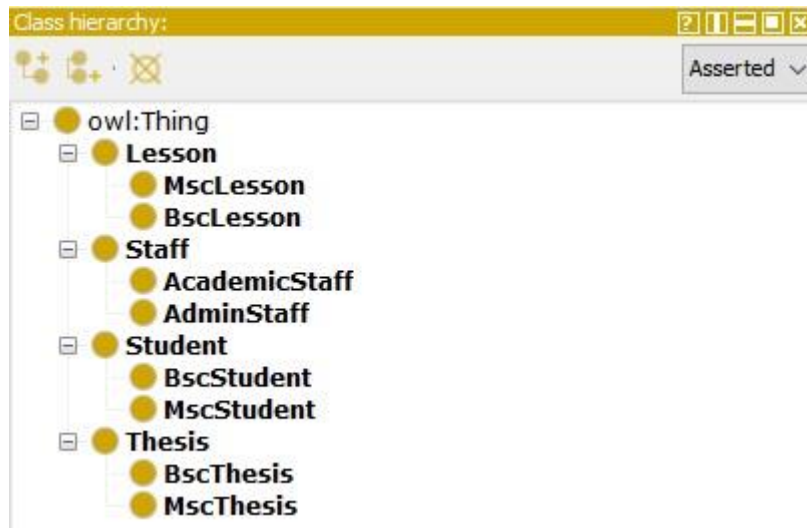 Class hierarchy:
Asserted
owl:Thing
Lesson
MscLesson
BscLesson
Staff
AcademicStaff
AdminStaff
Student
BscStudent
MscStudent
Thesis
BscThesis
MscThesis